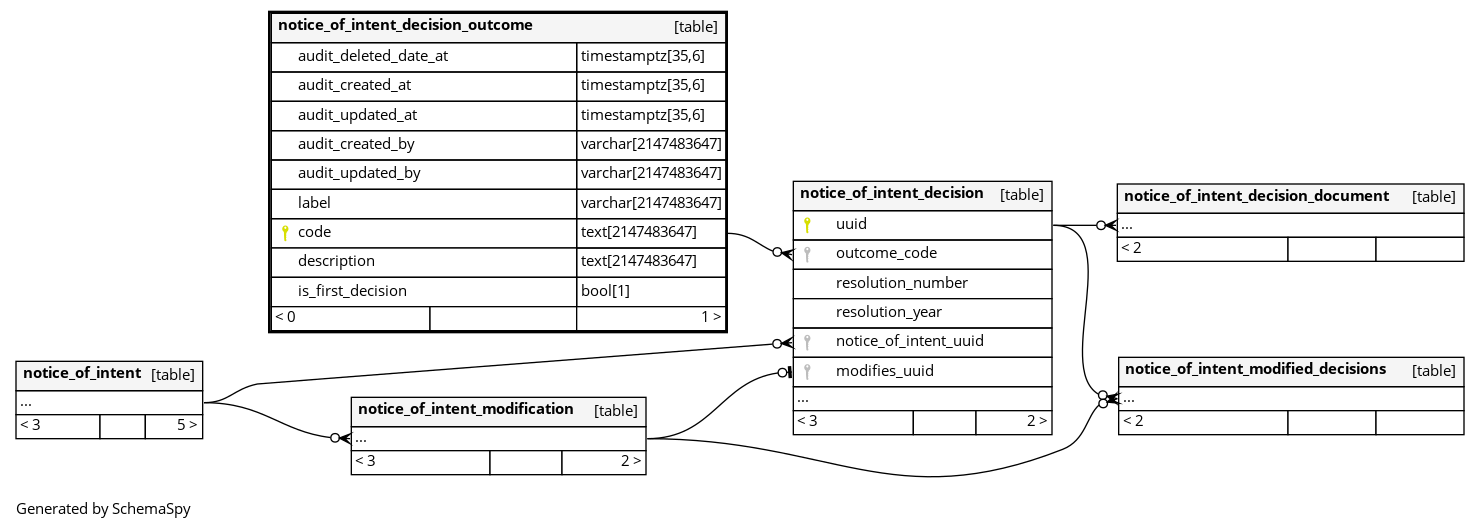 notice_of_intent_decision_outcome [table]
audit_deleted_date_at timestamptz[35,6]
audit_created_at timestamptz[35,6]
audit_updated_at timestamptz[35,6]
audit_created_by varchar[2147483647]
audit_updated_by varchar[2147483647]
label varchar[2147483647]
code text[2147483647]
description text[2147483647]
is_first_decision bool[1]
< 0 1 >
notice_of_intent [table]
...
< 3 5 >
notice_of_intent_modification [table]
...
< 3 2 >
notice_of_intent_decision [table]
uuid
outcome_code
resolution_number
resolution_year
notice_of_intent_uuid
modifies_uuid
...
< 3 2 >
notice_of_intent_decision_document [table]
...
< 2
notice_of_intent_modified_decisions [table]
...
< 2
Generated by SchemaSpy